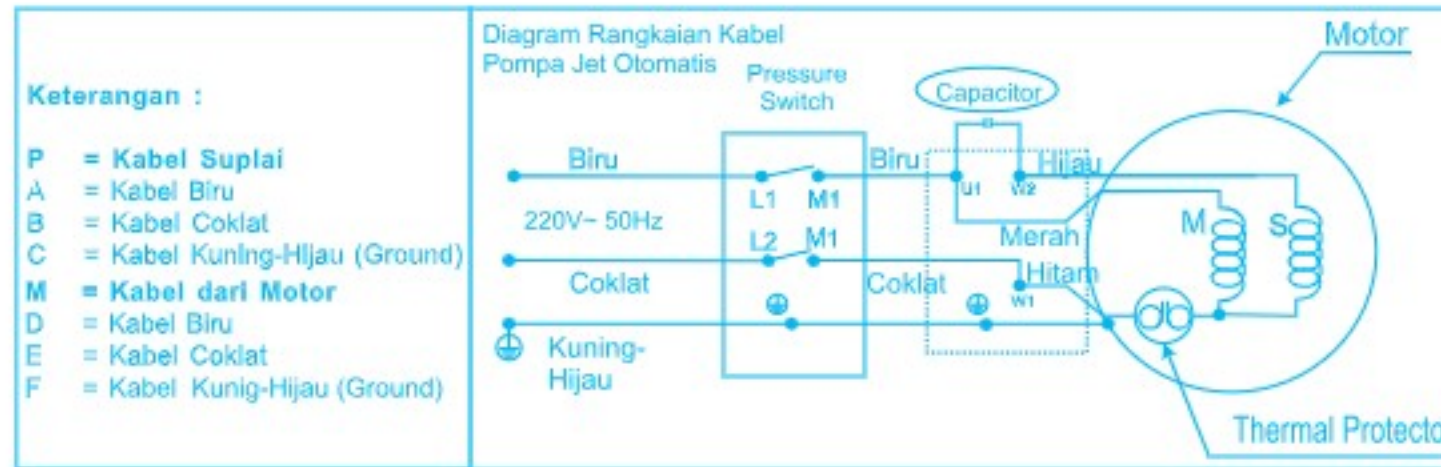 Keterangan :
P = Kabel Suplai
A = Kabel Biru
B = Kabel Coklat
C = Kabel Kuning-Hijau (Ground)
M = Kabel dari Motor
D = Kabel Biru
E = Kabel Coklat
F = Kabel Kunig-Hijau (Ground)
Diagram Rangkaian Kabel
Pompa Jet Otomatis
Pressure
Switch
Capacitor
Motor
Biru
Biru
Hijau
L1 M1
U1 W2
220V~ 50Hz
M S
Merah
L2 M1
Coklat
Coklat
Hitam
W1
Kuning-
Hijau
Thermal Protecto